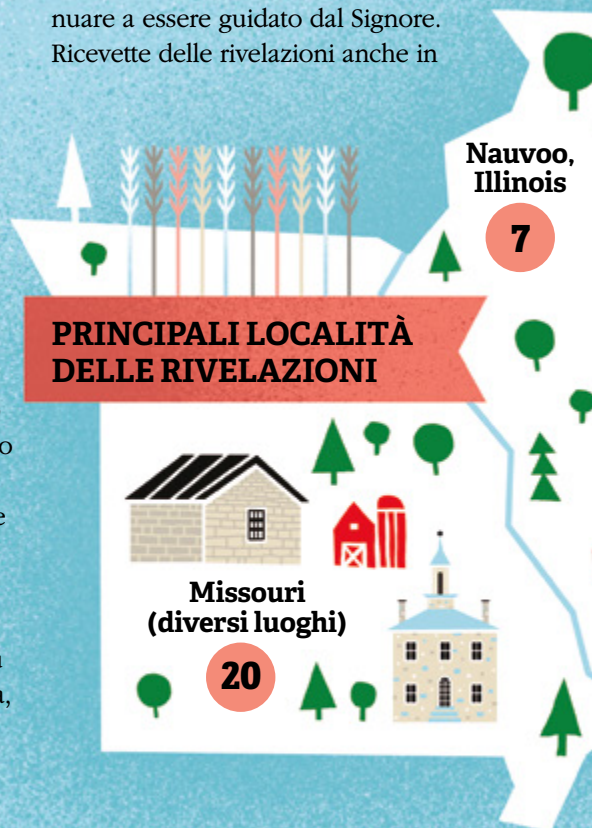 nuare a essere guidato dal Signore.
Ricevette delle rivelazioni anche in
Nauvoo,
Illinois
7
PRINCIPALI LOCALITÀ
DELLE RIVELAZIONI
Missouri
(diversi luoghi)
20